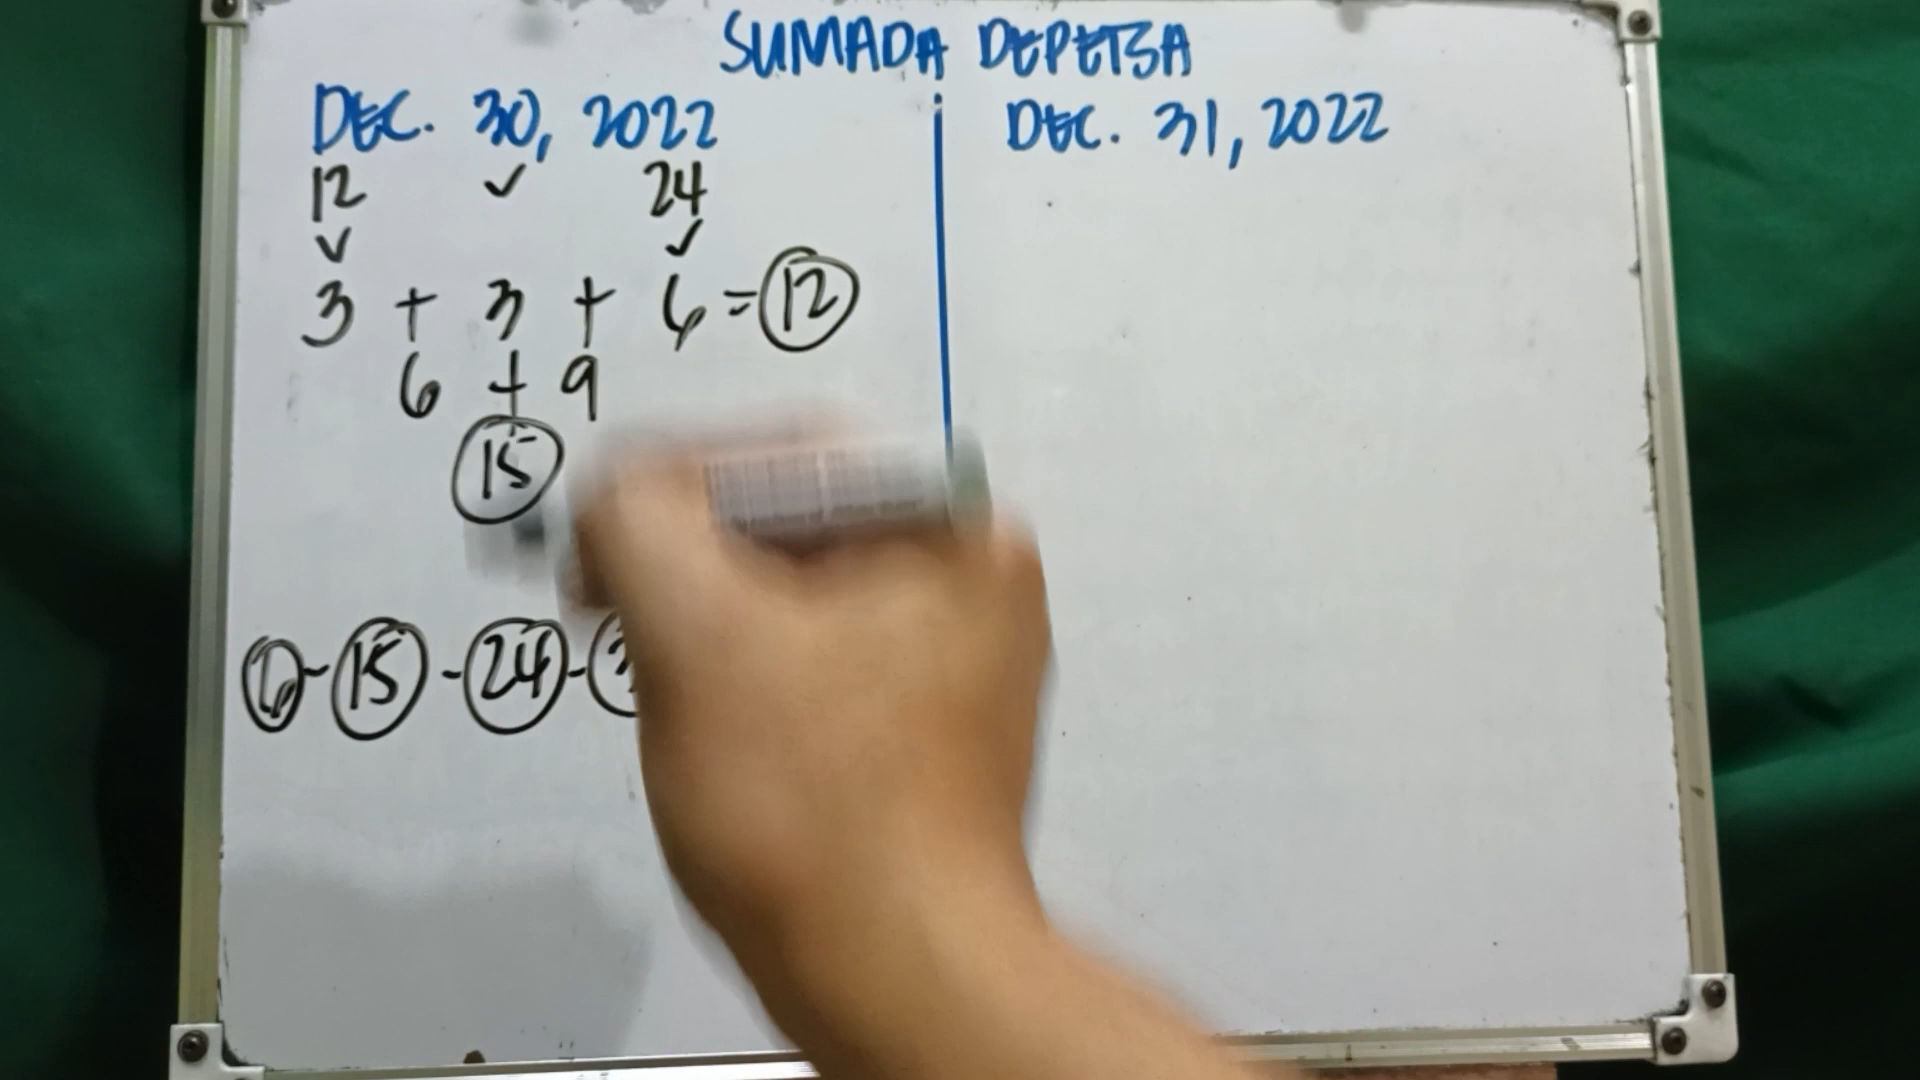 SUMADA DEPETSA
DEC. 30, 2022
12 ✓ 24
✓ ✓
3 + 3 + 6 = 12
6 + 9
15
6 - 15 - 24 -
DEC. 31, 2022